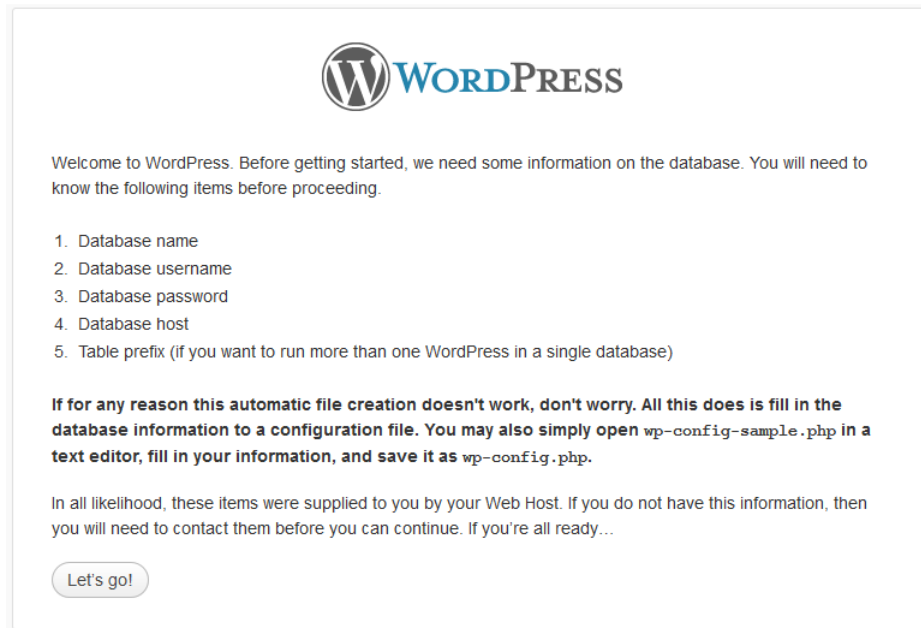 WORDPRESS
Welcome to WordPress. Before getting started, we need some information on the database. You will need to
know the following items before proceeding.
1. Database name
2. Database username
3. Database password
4. Database host
5. Table prefix (if you want to run more than one WordPress in a single database)
If for any reason this automatic file creation doesn't work, don't worry. All this does is fill in the
database information to a configuration file. You may also simply open wp-config-sample.php in a
text editor, fill in your information, and save it as wp-config.php.
In all likelihood, these items were supplied to you by your Web Host. If you do not have this information, then
you will need to contact them before you can continue. If you’re all ready…
Let’s go!